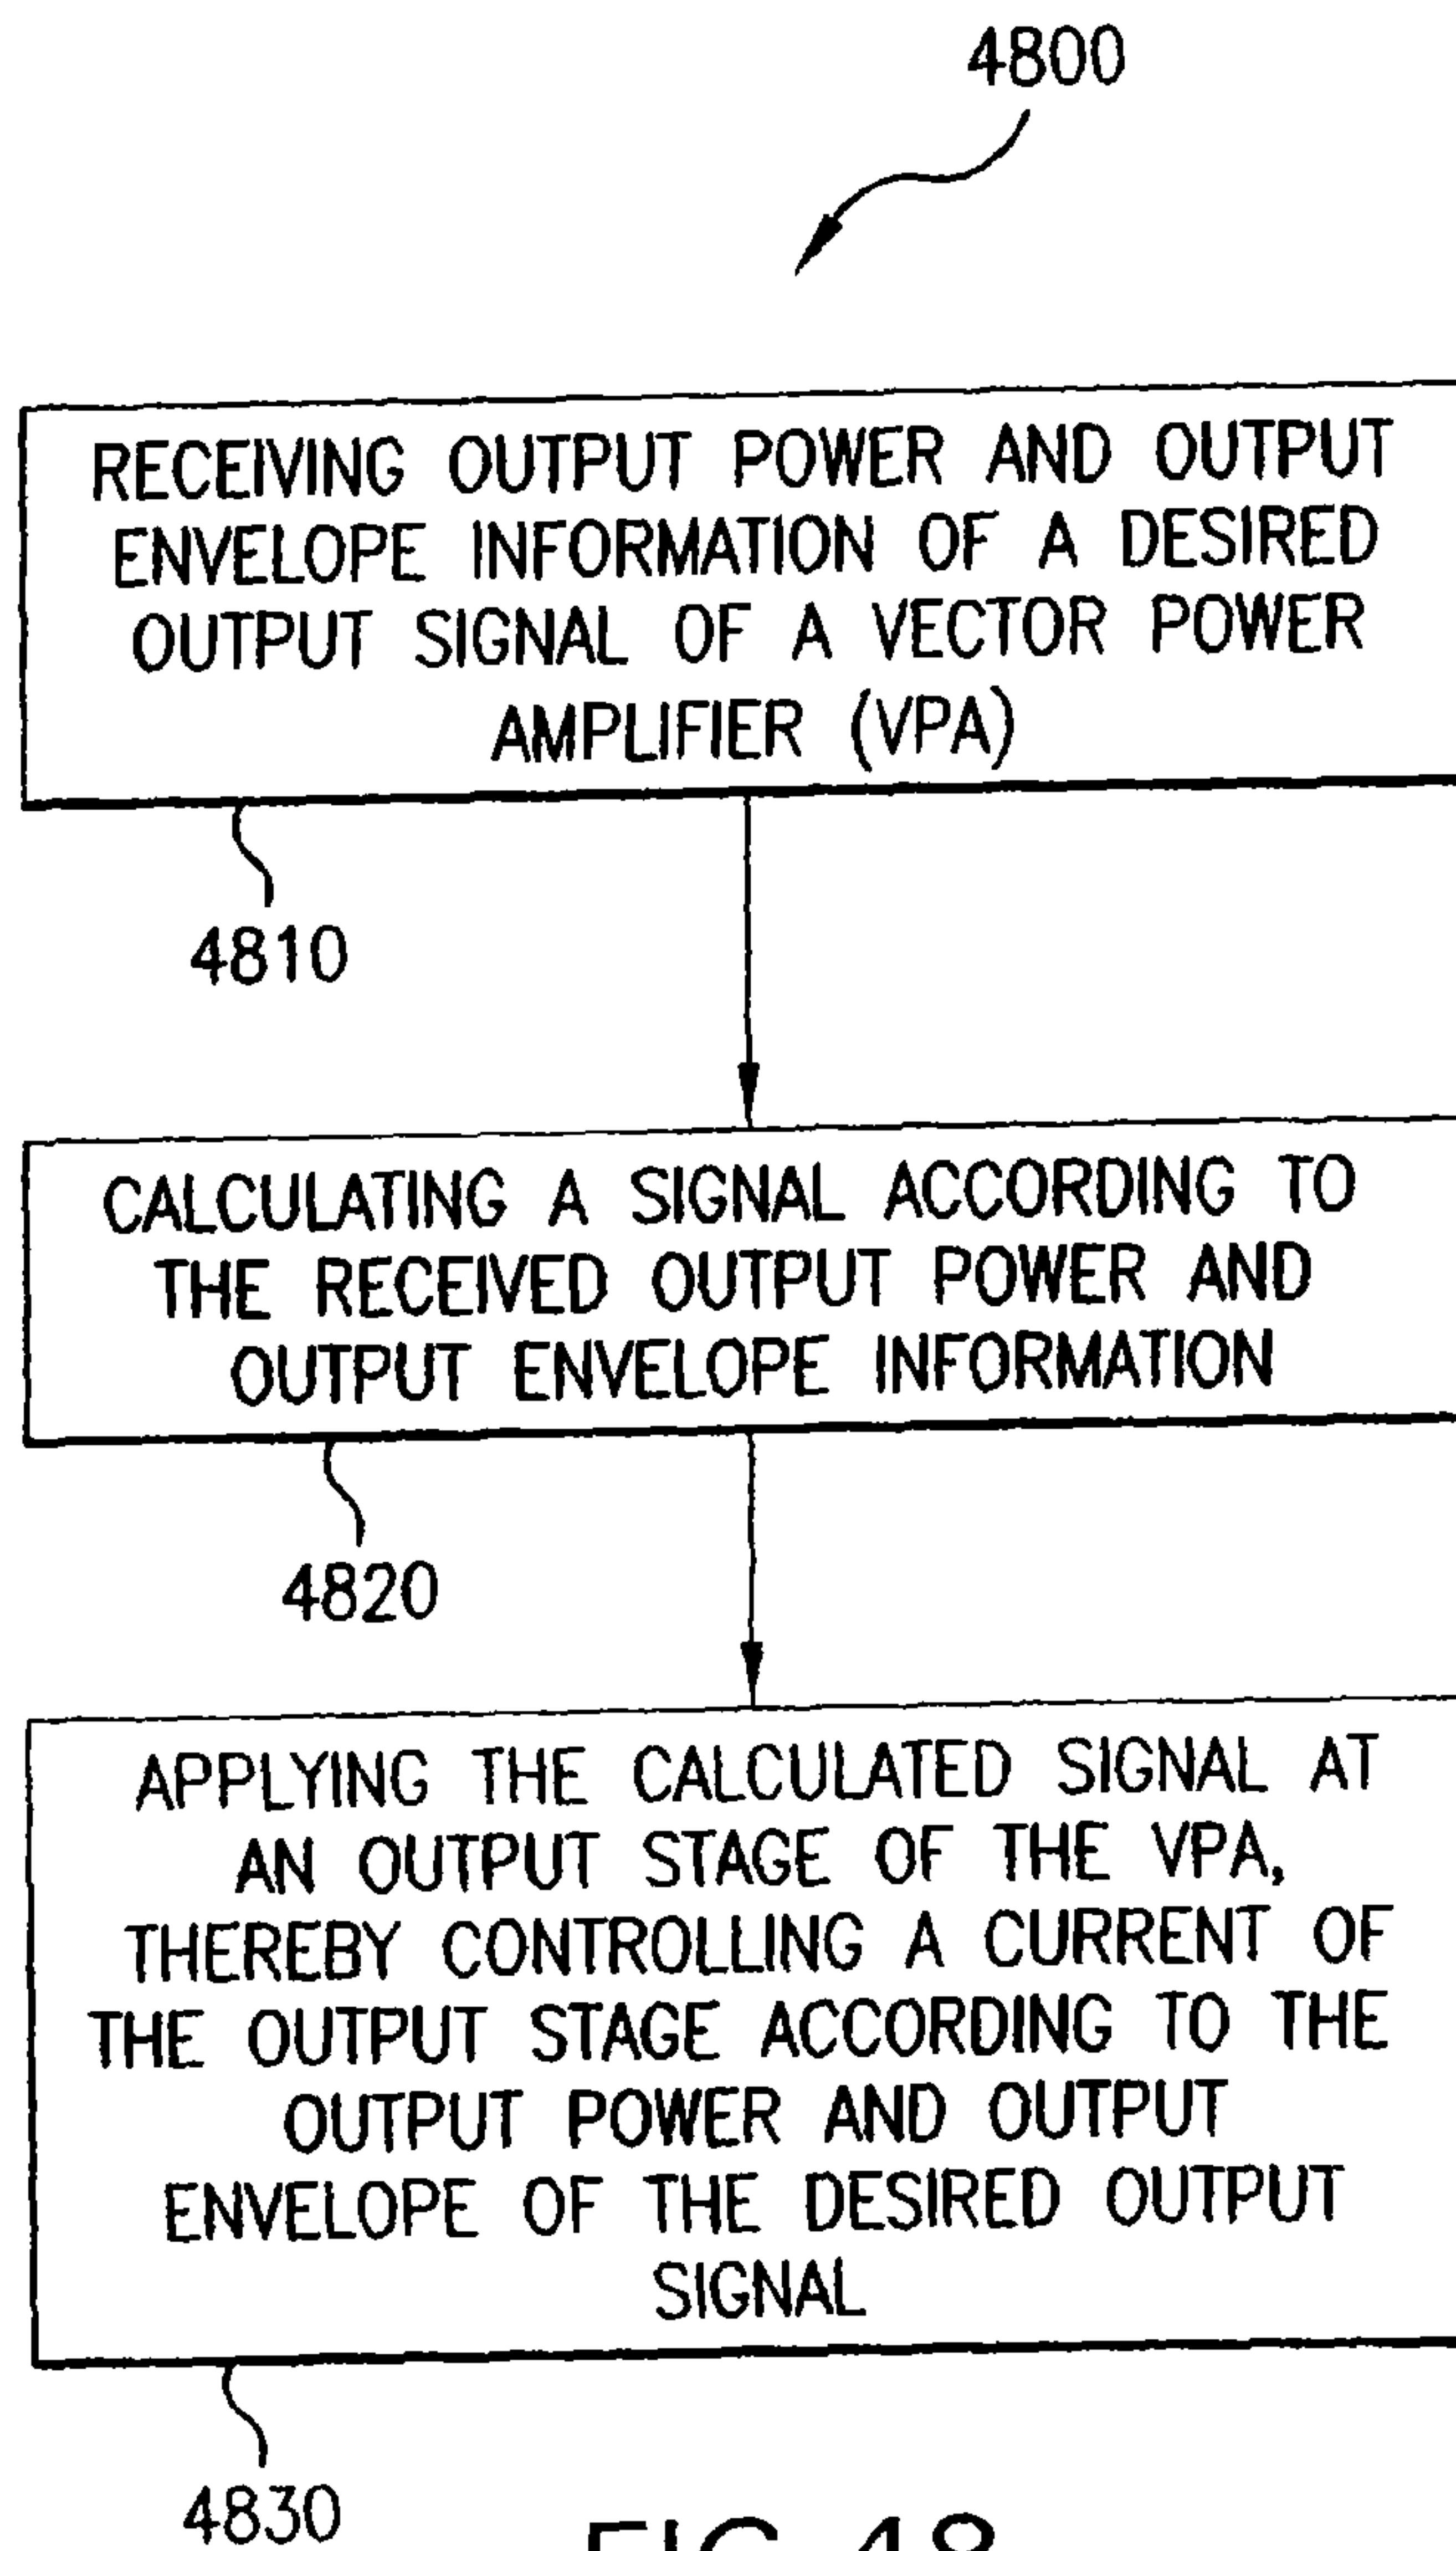 4800
RECEIVING OUTPUT POWER AND OUTPUT
ENVELOPE INFORMATION OF A DESIRED
OUTPUT SIGNAL OF A VECTOR POWER
AMPLIFIER (VPA)
4810
CALCULATING A SIGNAL ACCORDING TO
THE RECEIVED OUTPUT POWER AND
OUTPUT ENVELOPE INFORMATION
4820
APPLYING THE CALCULATED SIGNAL AT
AN OUTPUT STAGE OF THE VPA,
THEREBY CONTROLLING A CURRENT OF
THE OUTPUT STAGE ACCORDING TO THE
OUTPUT POWER AND OUTPUT
ENVELOPE OF THE DESIRED OUTPUT
SIGNAL
4830
FIG. 48